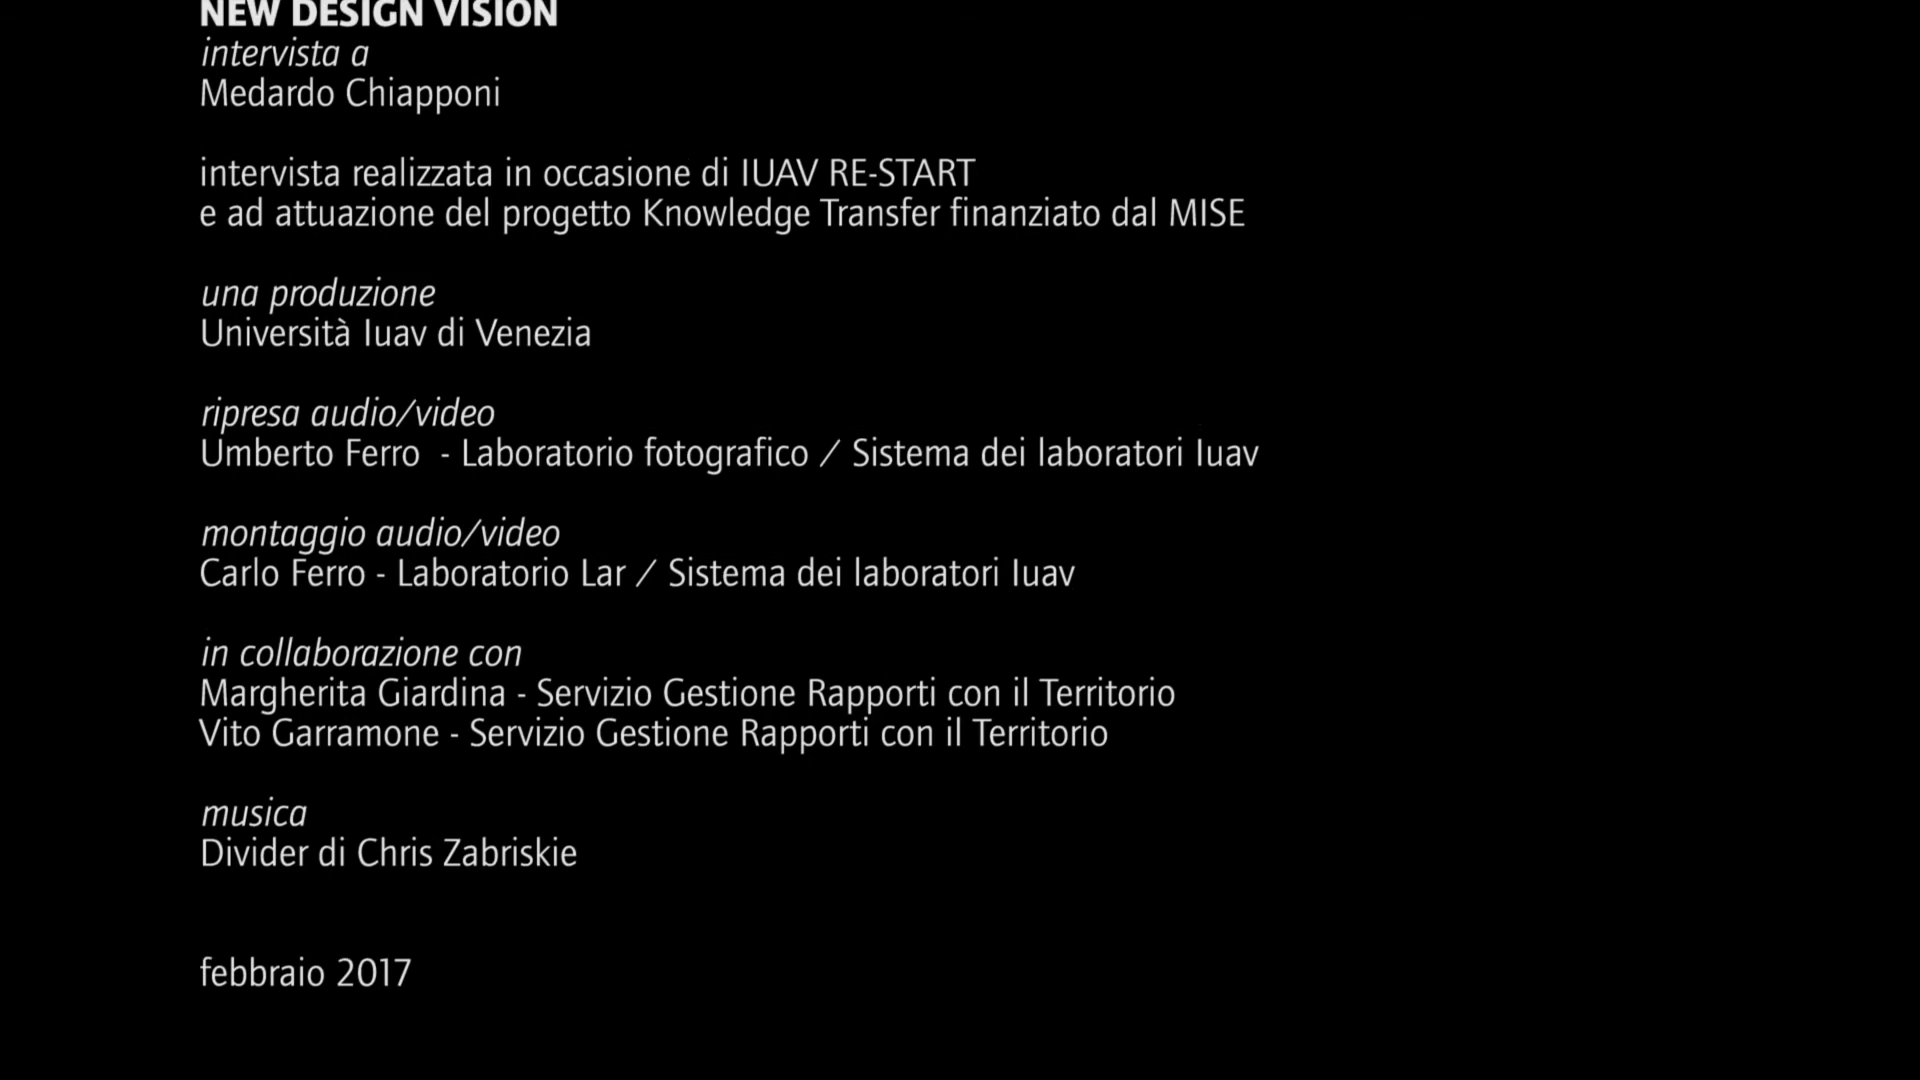 NEW DESIGN VISION
intervista a
Medardo Chiapponi
intervista realizzata in occasione di IUAV RE-START
e ad attuazione del progetto Knowledge Transfer finanziato dal MISE
una produzione
Università Iuav di Venezia
ripresa audio/video
Umberto Ferro - Laboratorio fotografico / Sistema dei laboratori Iuav
montaggio audio/video
Carlo Ferro - Laboratorio Lar / Sistema dei laboratori Iuav
in collaborazione con
Margherita Giardina - Servizio Gestione Rapporti con il Territorio
Vito Garramone - Servizio Gestione Rapporti con il Territorio
musica
Divider di Chris Zabriskie
febbraio 2017